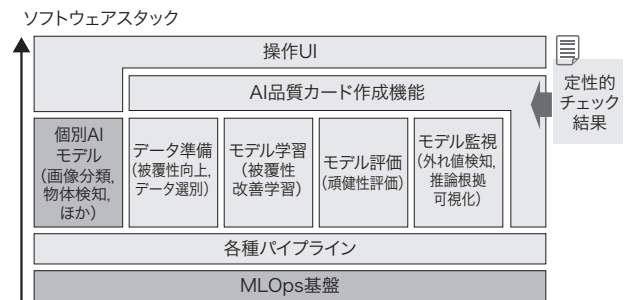 ソフトウェアスタック
操作UI
AI品質カード作成機能
定性的
チェック
結果
個別AI
モデル
(画像分類,
物体検知,
ほか)
データ準備
(被覆性向上,
データ選別)
モデル学習
(被覆性
改善学習)
モデル評価
(頑健性評価)
モデル監視
(外れ値検知,
推論根拠
可視化)
各種パイプライン
MLOps基盤